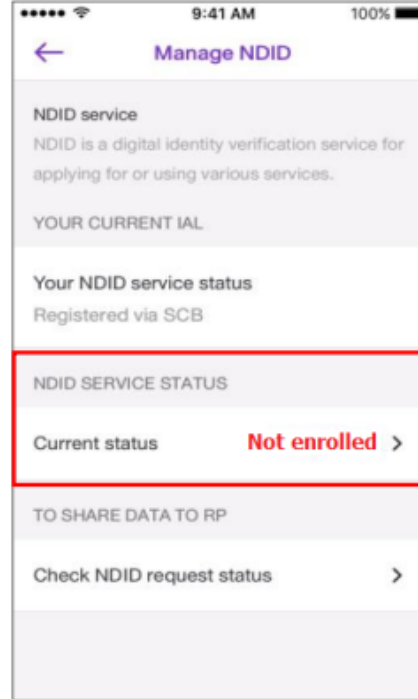 9:41 AM 100%
Manage NDID
NDID service
NDID is a digital identity verification service for
applying for or using various services.
YOUR CURRENT IAL
Your NDID service status
Registered via SCB
NDID SERVICE STATUS
Current status Not enrolled
TO SHARE DATA TO RP
Check NDID request status